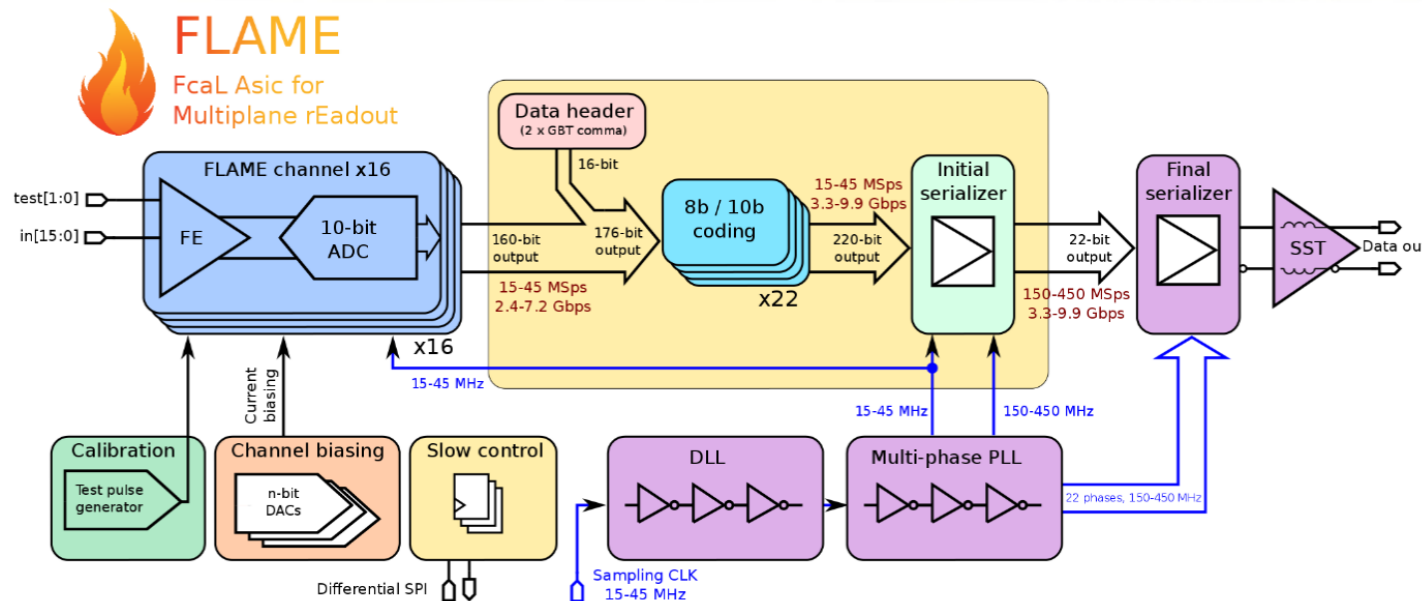 FLAME
FcaL Asic for
Multiplane rEadout
Data header
(2 x GBT comma)
16-bit
FLAME channel x16
test[1:0]
in[15:0]
FE
10-bit
ADC
160-bit
output
15-45 MSps
2.4-7.2 Gbps
x16
176-bit
output
8b / 10b
coding
x22
15-45 MSps
3.3-9.9 Gbps
220-bit
output
Initial
serializer
22-bit
output
150-450 MSps
3.3-9.9 Gbps
Final
serializer
SST
Data ou
15-45 MHz
15-45 MHz
150-450 MHz
Current
biasing
Calibration
Test pulse
generator
Channel biasing
n-bit
DACs
Slow control
Differential SPI
DLL
Sampling CLK
15-45 MHz
Multi-phase PLL
22 phases, 150-450 MHz